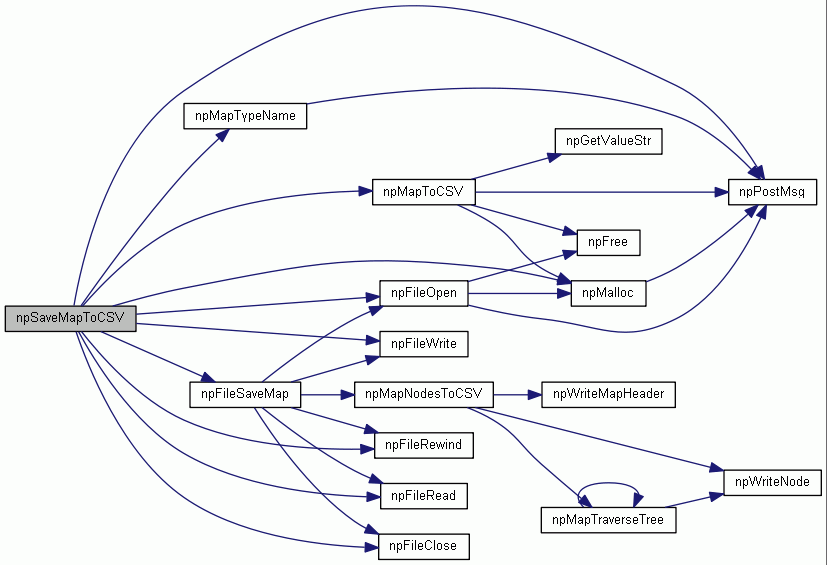 npMapTypeName
npGetValueStr
npMapToCSV
npPostMsg
npFree
npFileOpen
npMalloc
npSaveMapToCSV
npFileWrite
npFileSaveMap
npMapNodesToCSV
npWriteMapHeader
npFileRewind
npWriteNode
npFileRead
npMapTraverseTree
npFileClose